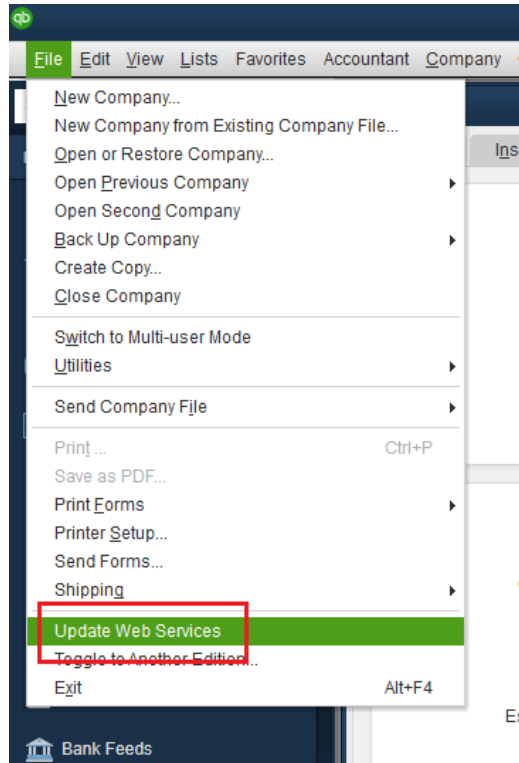 qb
File Edit View Lists Favorites Accountant Company
New Company...
New Company from Existing Company File...
Open or Restore Company...
Open Previous Company
Open Second Company
Back Up Company
Create Copy...
Close Company
Switch to Multi-user Mode
Utilities
Send Company File
Print ... Ctrl+P
Save as PDF...
Print Forms
Printer Setup...
Send Forms...
Shipping
Update Web Services
Toggle to Another Edition...
Exit Alt+F4
Ins
Es
Bank Feeds